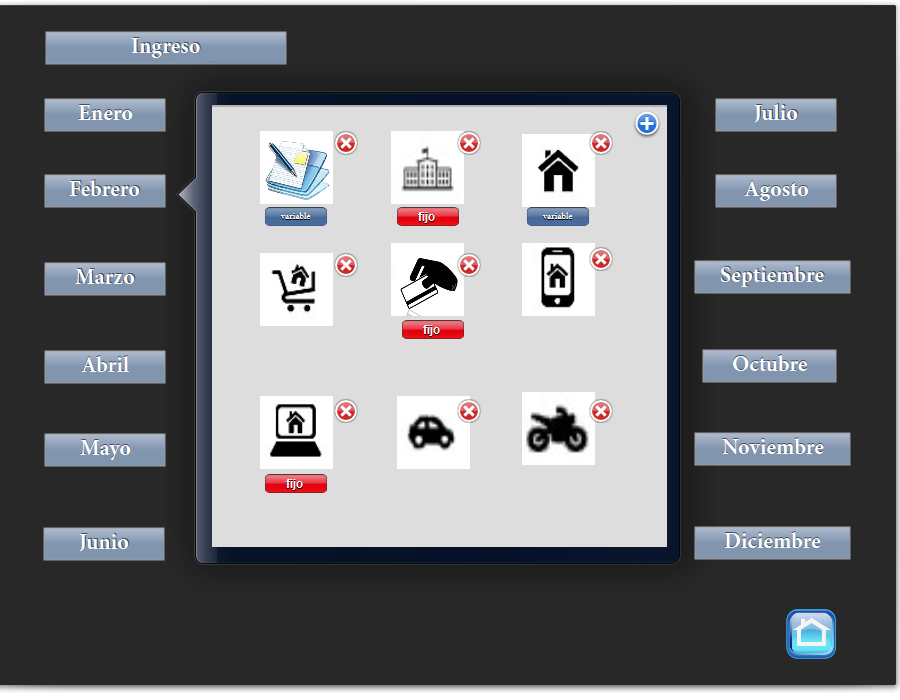 Ingreso
Enero
Febrero
Marzo
Abril
Mayo
Junio
variable
fijo
variable
fijo
fijo
Julio
Agosto
Septiembre
Octubre
Noviembre
Diciembre